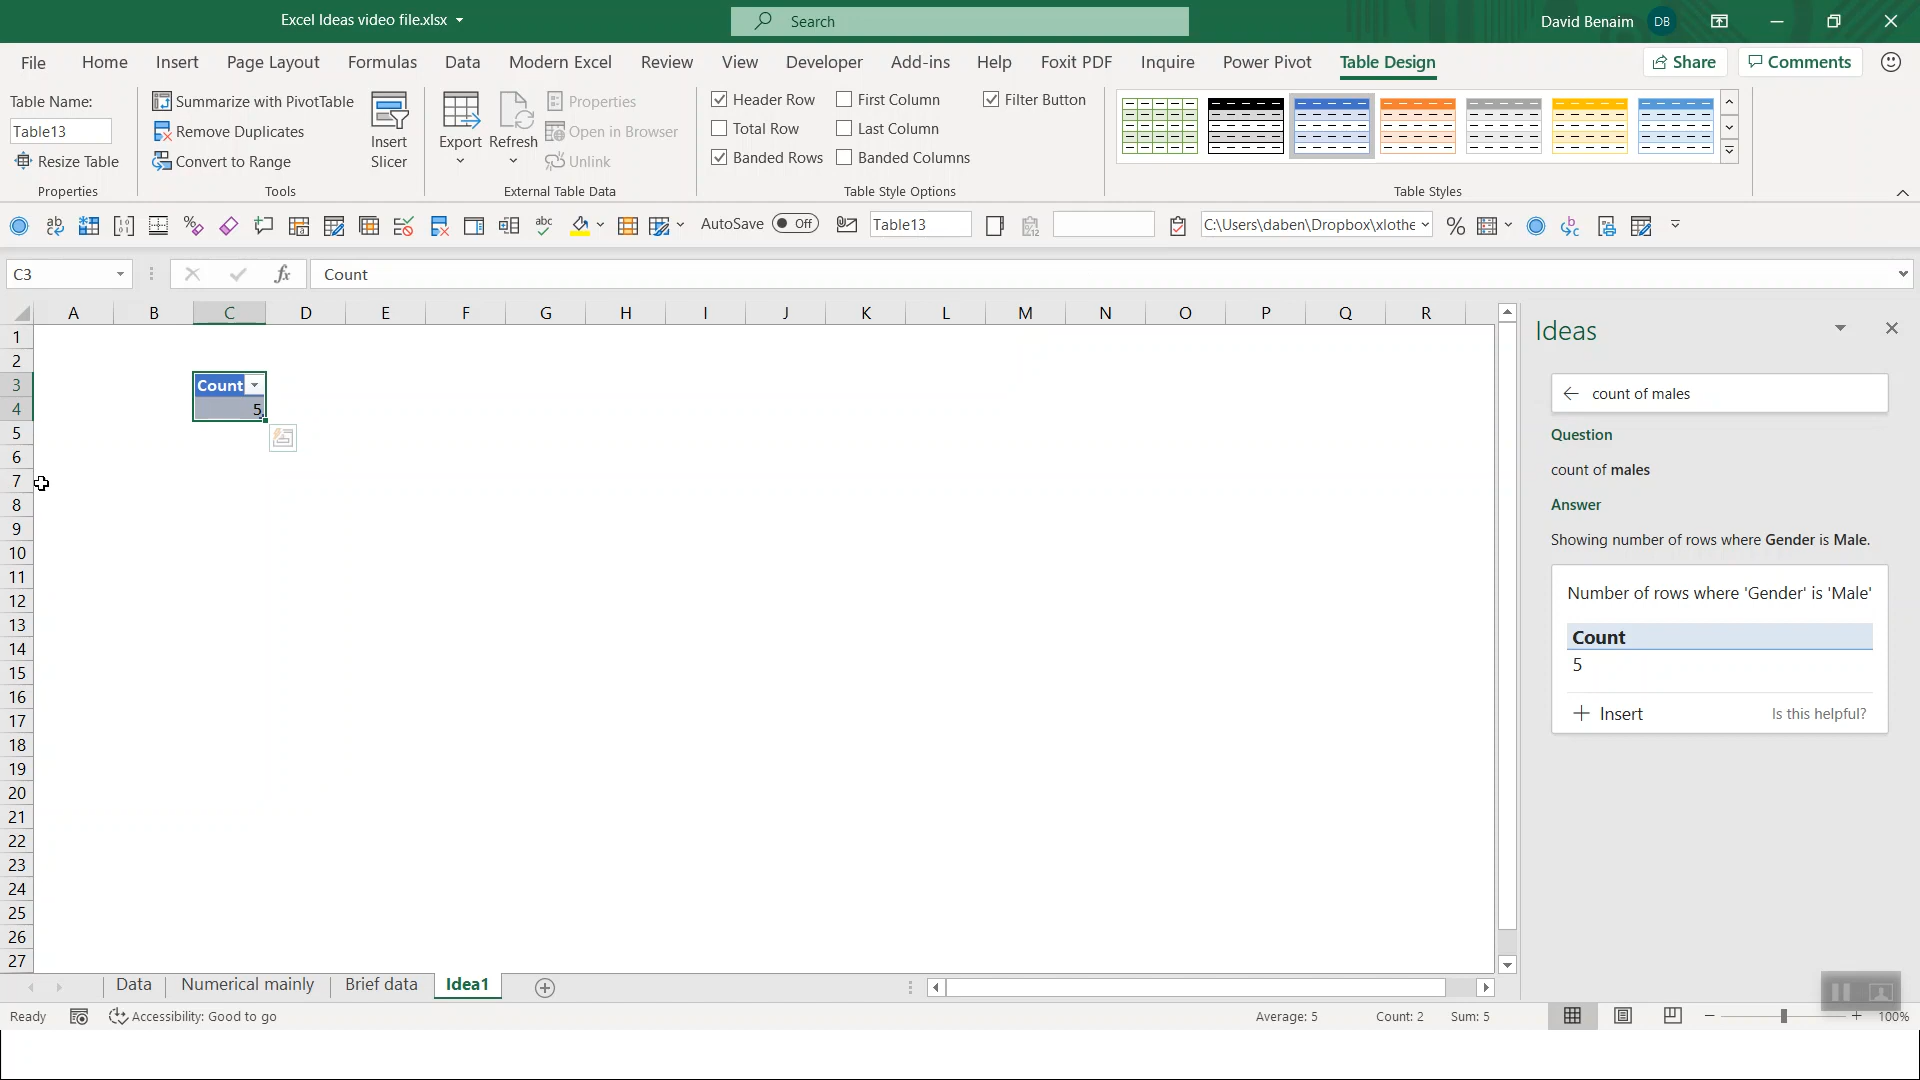 Excel Ideas video file.xlsx
Search
David Benaim DB
File Home Insert Page Layout Formulas Data Modern Excel Review View Developer Add-ins Help Foxit PDF Inquire Power Pivot Table Design Share Comments
Table Name:
Table13
Resize Table
Properties
Summarize with PivotTable
Remove Duplicates
Convert to Range
Tools
Insert
Slicer
Export Refresh
Properties
Open in Browser
Unlink
External Table Data
Header Row First Column Filter Button
Total Row Last Column
Banded Rows Banded Columns
Table Style Options
Table Styles
AutoSave Off Table13 C:\Users\daben\Dropbox\xlothe %
C3 fx Count
A B C D E F G H I J K L M N O P Q R
1
2
3 Count
4 5
5
6
7
8
9
10
11
12
13
14
15
16
17
18
19
20
21
22
23
24
25
26
27
Ideas
count of males
Question
count of males
Answer
Showing number of rows where Gender is Male.
Number of rows where 'Gender' is 'Male'
Count
5
Insert Is this helpful?
Data Numerical mainly Brief data Idea1
Ready Accessibility: Good to go Average: 5 Count: 2 Sum: 5 100%